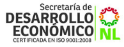 Secretaría de
DESARROLLO
ECONÓMICO
CERTIFICADA EN ISO 9001:2008
NL